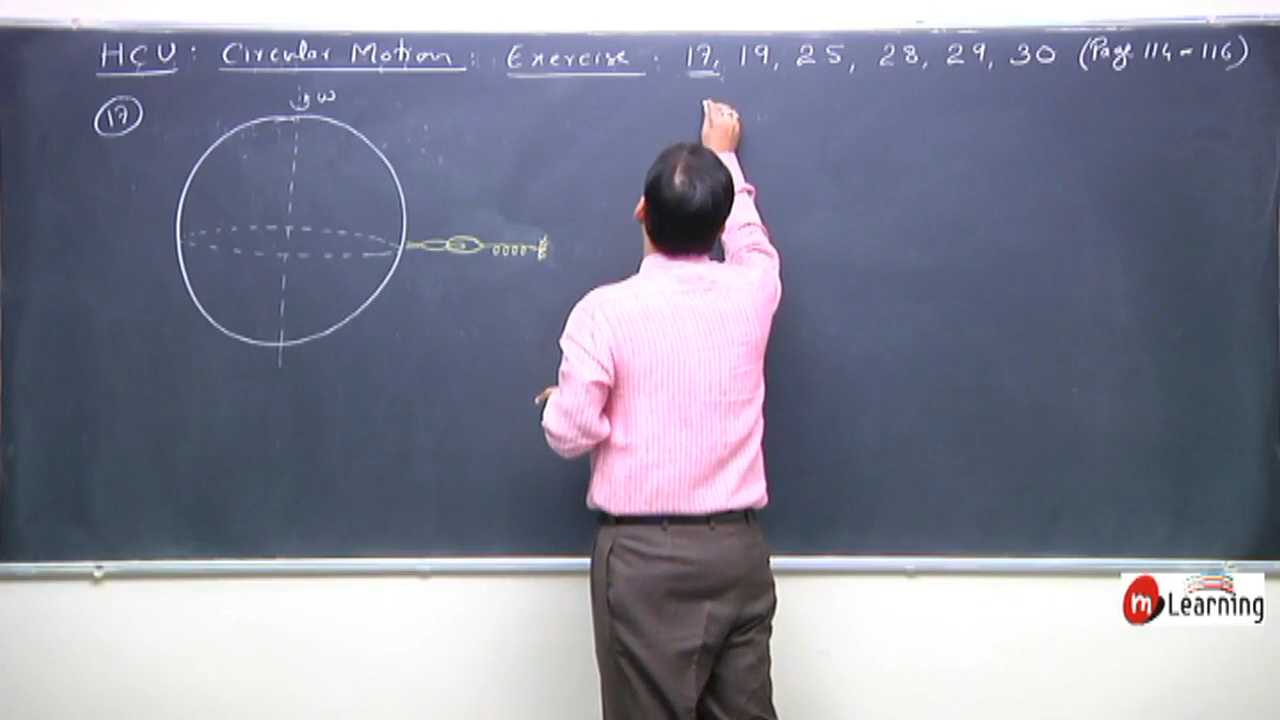 HCV : Circular Motion : Exercise : 17, 19, 25, 28, 29, 30 (Page 114 - 116)
17
ω
m Learning